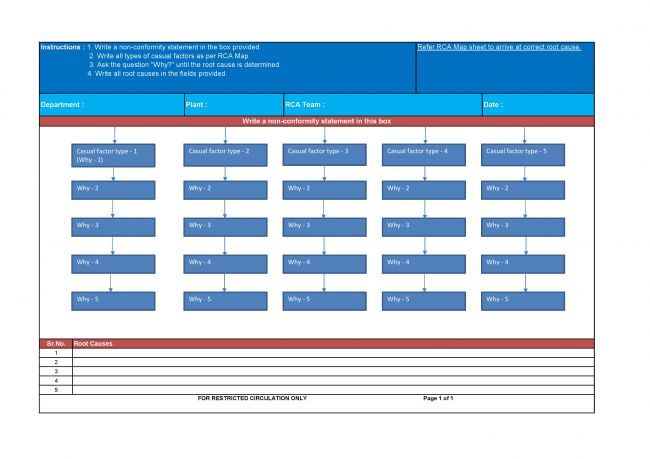 Instructions : 1. Write a non-conformity statement in the box provided.
2. Write all types of casual factors as per RCA Map.
3. Ask the question "Why?" until the root cause is determined.
4. Write all root causes in the fields provided.
Refer RCA Map sheet to arrive at correct root cause.
Department : Plant : RCA Team : Date :
Write a non-conformity statement in this box
Casual factor type - 1 Casual factor type - 2 Casual factor type - 3 Casual factor type - 4 Casual factor type - 5
(Why - 1)
Why - 2 Why - 2 Why - 2 Why - 2 Why - 2
Why - 3 Why - 3 Why - 3 Why - 3 Why - 3
Why - 4 Why - 4 Why - 4 Why - 4 Why - 4
Why - 5 Why - 5 Why - 5 Why - 5 Why - 5
Sr.No. Root Causes
1
2
3
4
5
FOR RESTRICTED CIRCULATION ONLY Page 1 of 1